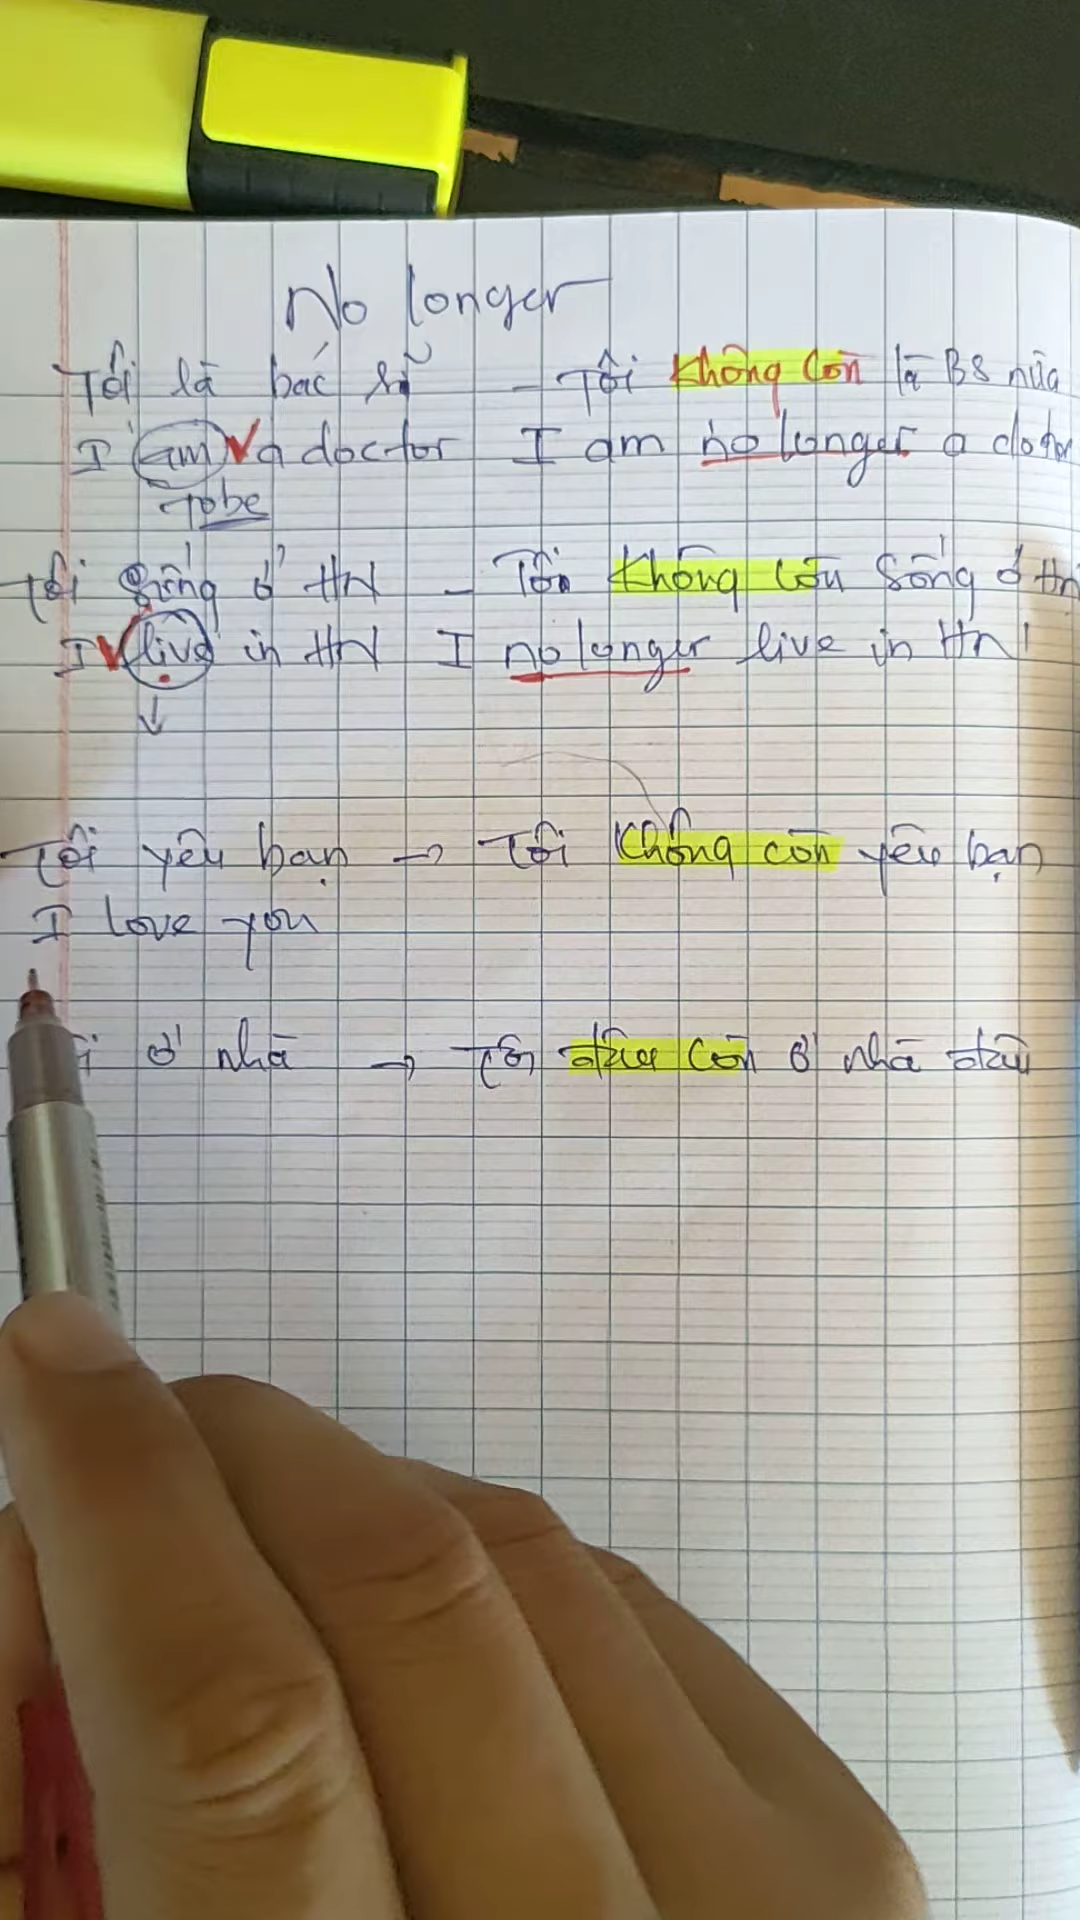 No longer
Tôi là bác sĩ - Tôi không còn là BS nữa
I am a doctor I am no longer a doctor
To be
Tôi sống ở HN - Tôi không còn sống ở HN
I live in HN I no longer live in HN
Tôi yêu bạn → Tôi không còn yêu bạn
I love you
ở nhà → Tôi đâu còn ở nhà đâu